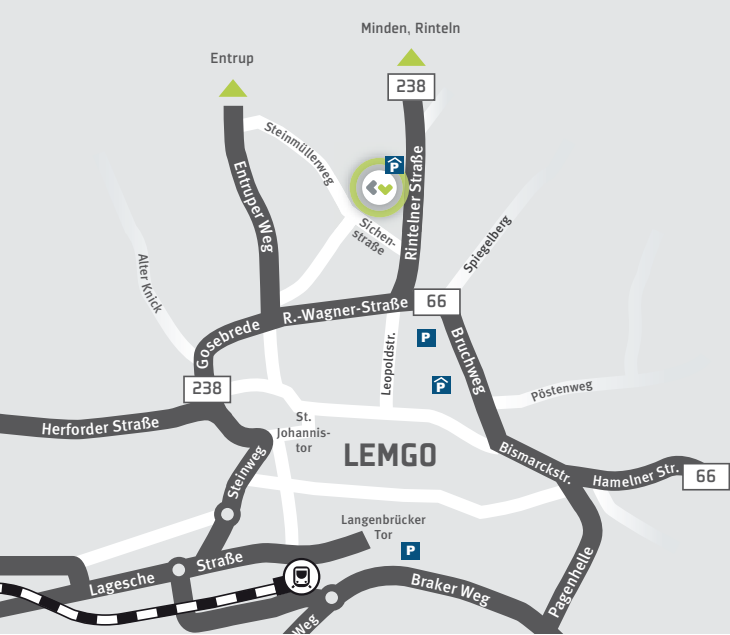 Minden, Rinteln
Entrup
238
Steinmüllerweg
P
Entruper Weg
Rintelner Straße
Sichen-
straße
Spiegelberg
Alter Knick
66
R.-Wagner-Straße
Gosebrede
P
Leopoldstr.
Bruchweg
238
P
Pöstenweg
Herforder Straße
St.
Johannis-
tor
LEMGO
Bismarckstr.
Hamelner Str.
66
Steinweg
Langenbrücker
Tor
P
Lagesche
Straße
Braker Weg
Pagenhelle
Weg